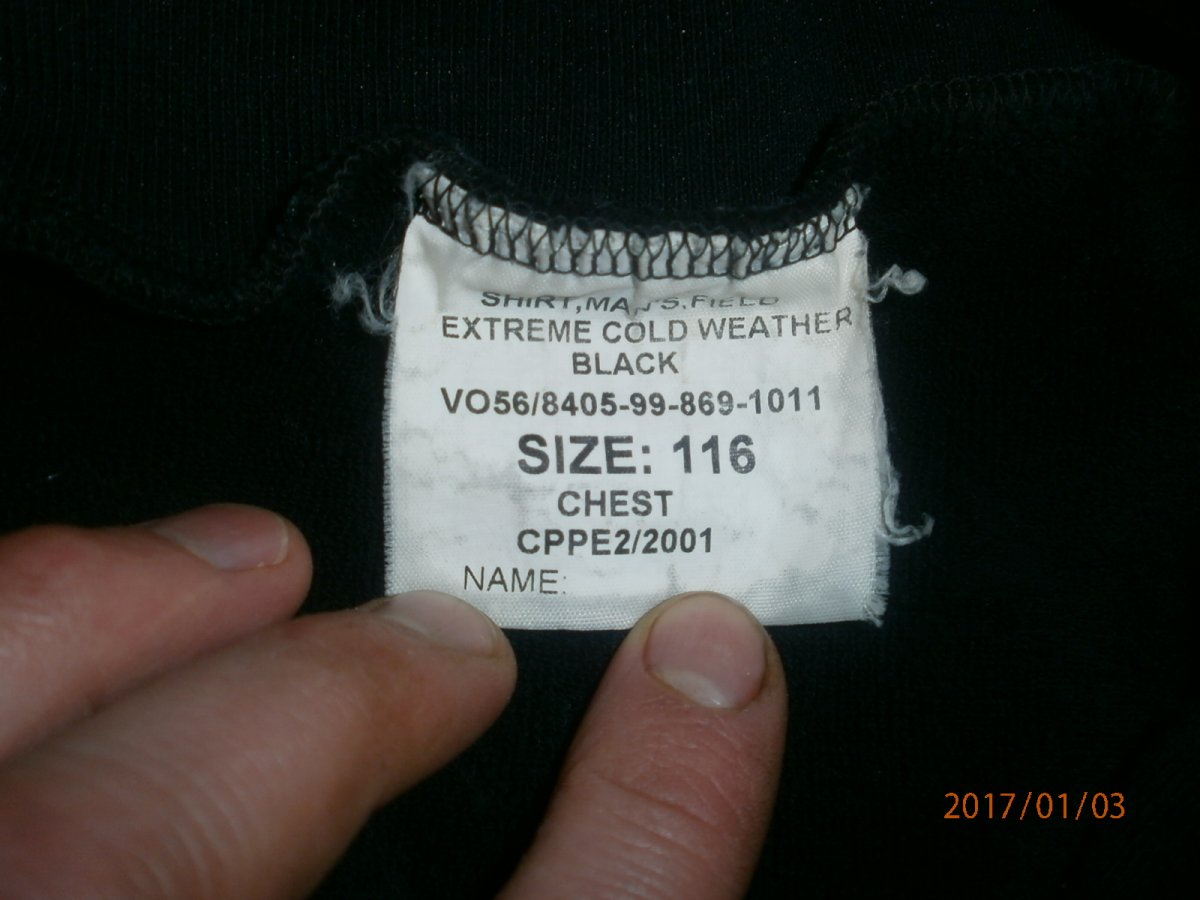 SHIRT,MAN'S.FIELD
EXTREME COLD WEATHER
BLACK
VO56/8405-99-869-1011
SIZE: 116
CHEST
CPPE2/2001
NAME:
2017/01/03